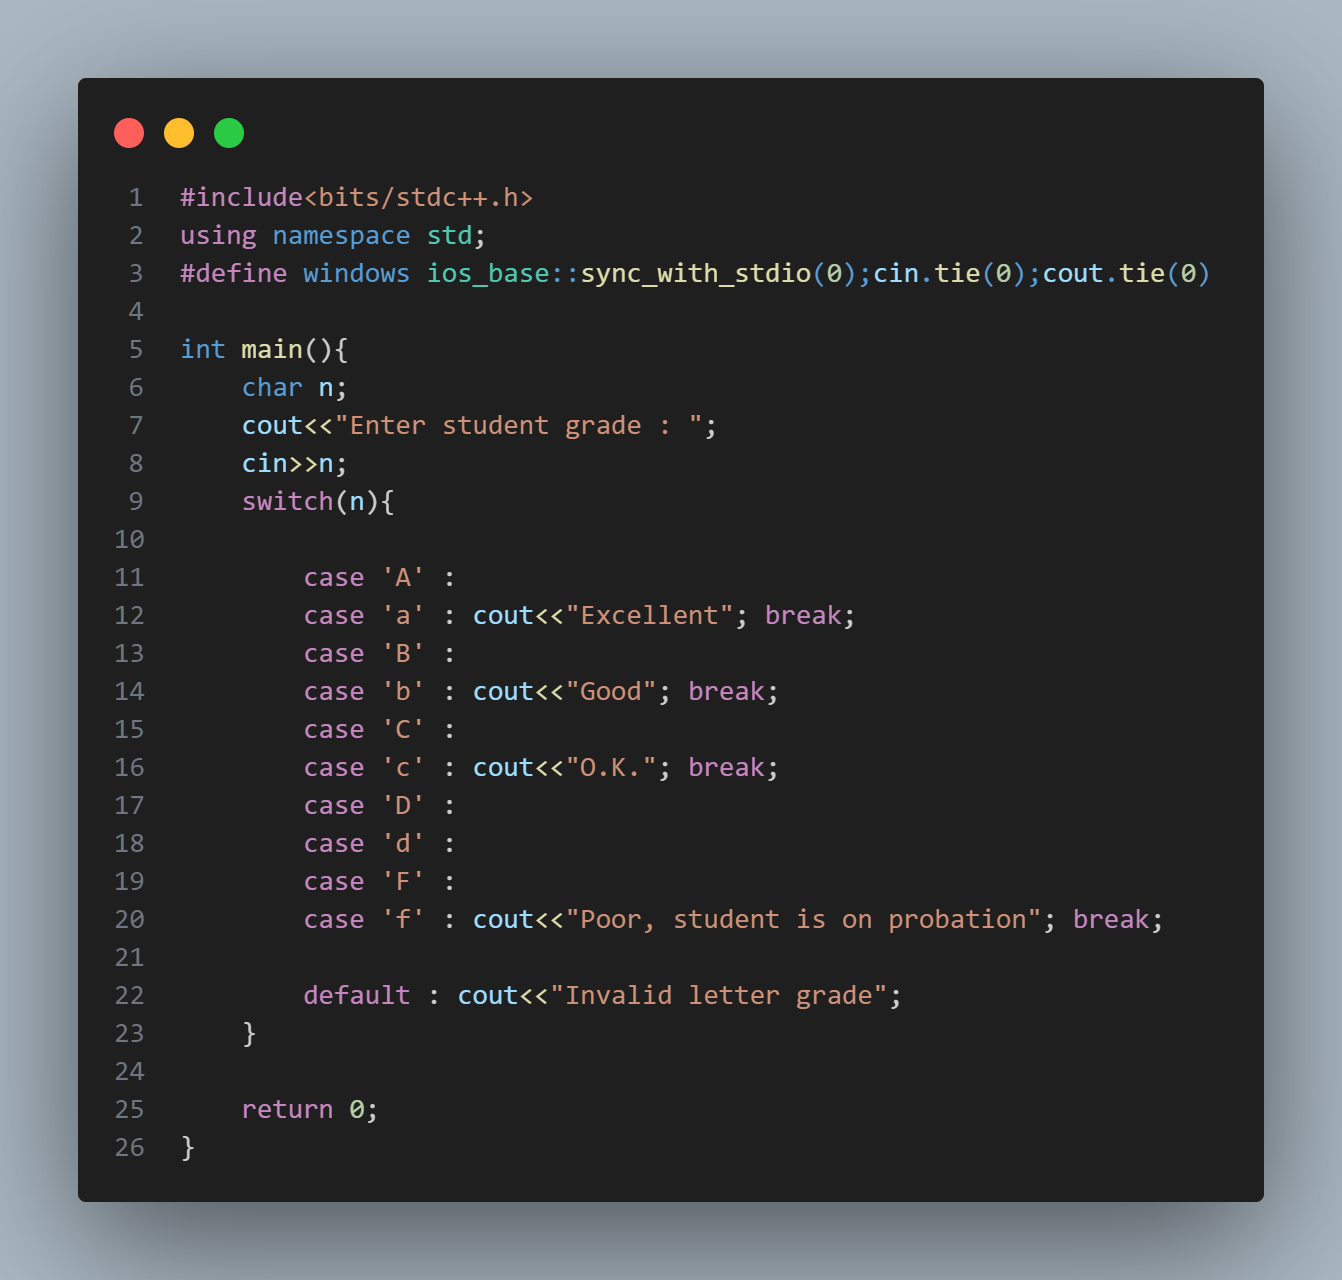 1 #include<bits/stdc++.h>
2 using namespace std;
3 #define windows ios_base::sync_with_stdio(0);cin.tie(0);cout.tie(0)
4
5 int main(){
6     char n;
7     cout<<"Enter student grade : ";
8     cin>>n;
9     switch(n){
10
11         case 'A' :
12         case 'a' : cout<<"Excellent"; break;
13         case 'B' :
14         case 'b' : cout<<"Good"; break;
15         case 'C' :
16         case 'c' : cout<<"O.K."; break;
17         case 'D' :
18         case 'd' :
19         case 'F' :
20         case 'f' : cout<<"Poor, student is on probation"; break;
21
22         default : cout<<"Invalid letter grade";
23     }
24
25     return 0;
26 }